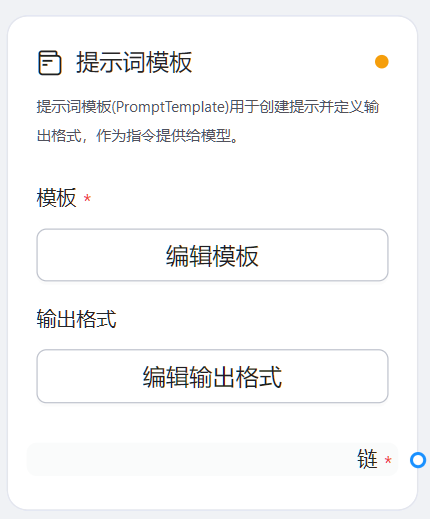 提示词模板
提示词模板(PromptTemplate)用于创建提示并定义输
出格式，作为指令提供给模型。
模板 *
编辑模板
输出格式
编辑输出格式
链 *